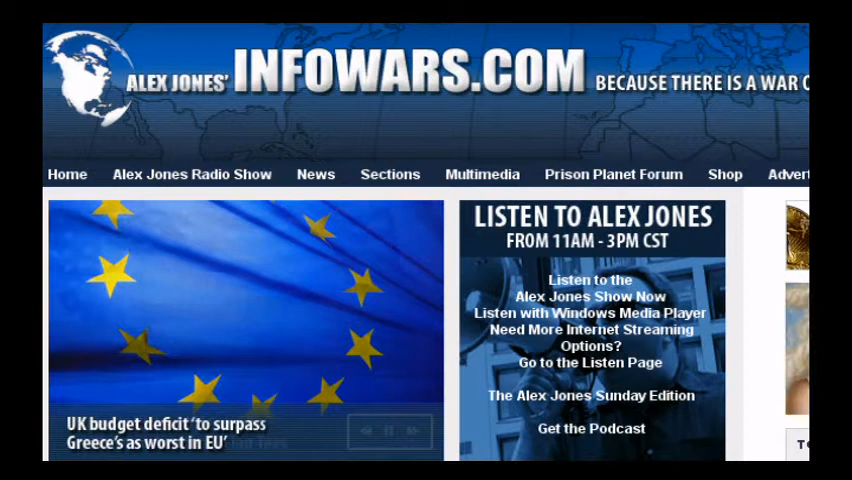 ALEX JONES' INFOWARS.COM BECAUSE THERE IS A WAR
Home Alex Jones Radio Show News Sections Multimedia Prison Planet Forum Shop Advert
LISTEN TO ALEX JONES
FROM 11AM - 3PM CST
Listen to the
Alex Jones Show Now
Listen with Windows Media Player
Need More Internet Streaming
Options?
Go to the Listen Page
The Alex Jones Sunday Edition
Get the Podcast
UK budget deficit 'to surpass
Greece's as worst in EU'